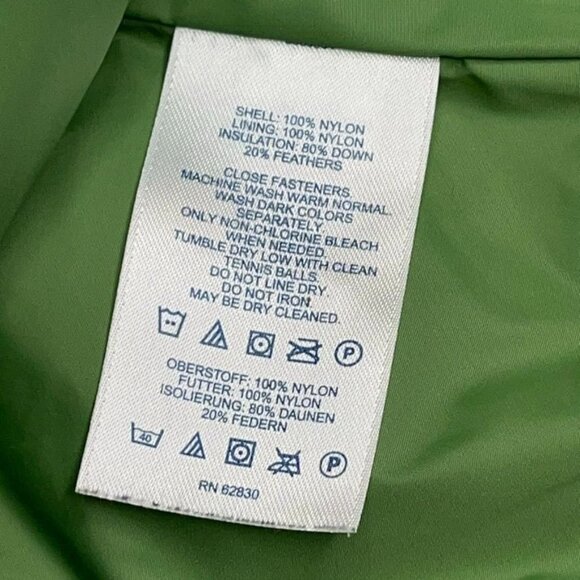 SHELL: 100% NYLON
LINING: 100% NYLON
INSULATION: 80% DOWN
20% FEATHERS
CLOSE FASTENERS.
MACHINE WASH WARM NORMAL.
WASH DARK COLORS
SEPARATELY
ONLY NON-CHLORINE BLEACH
WHEN NEEDED.
TUMBLE DRY LOW WITH CLEAN
TENNIS BALLS.
DO NOT LINE DRY.
DO NOT IRON.
MAY BE DRY CLEANED.
P
OBERSTOFF: 100% NYLON
FUTTER: 100% NYLON
ISOLIERUNG: 80% DAUNEN
20% FEDERN
40 P
RN 62830